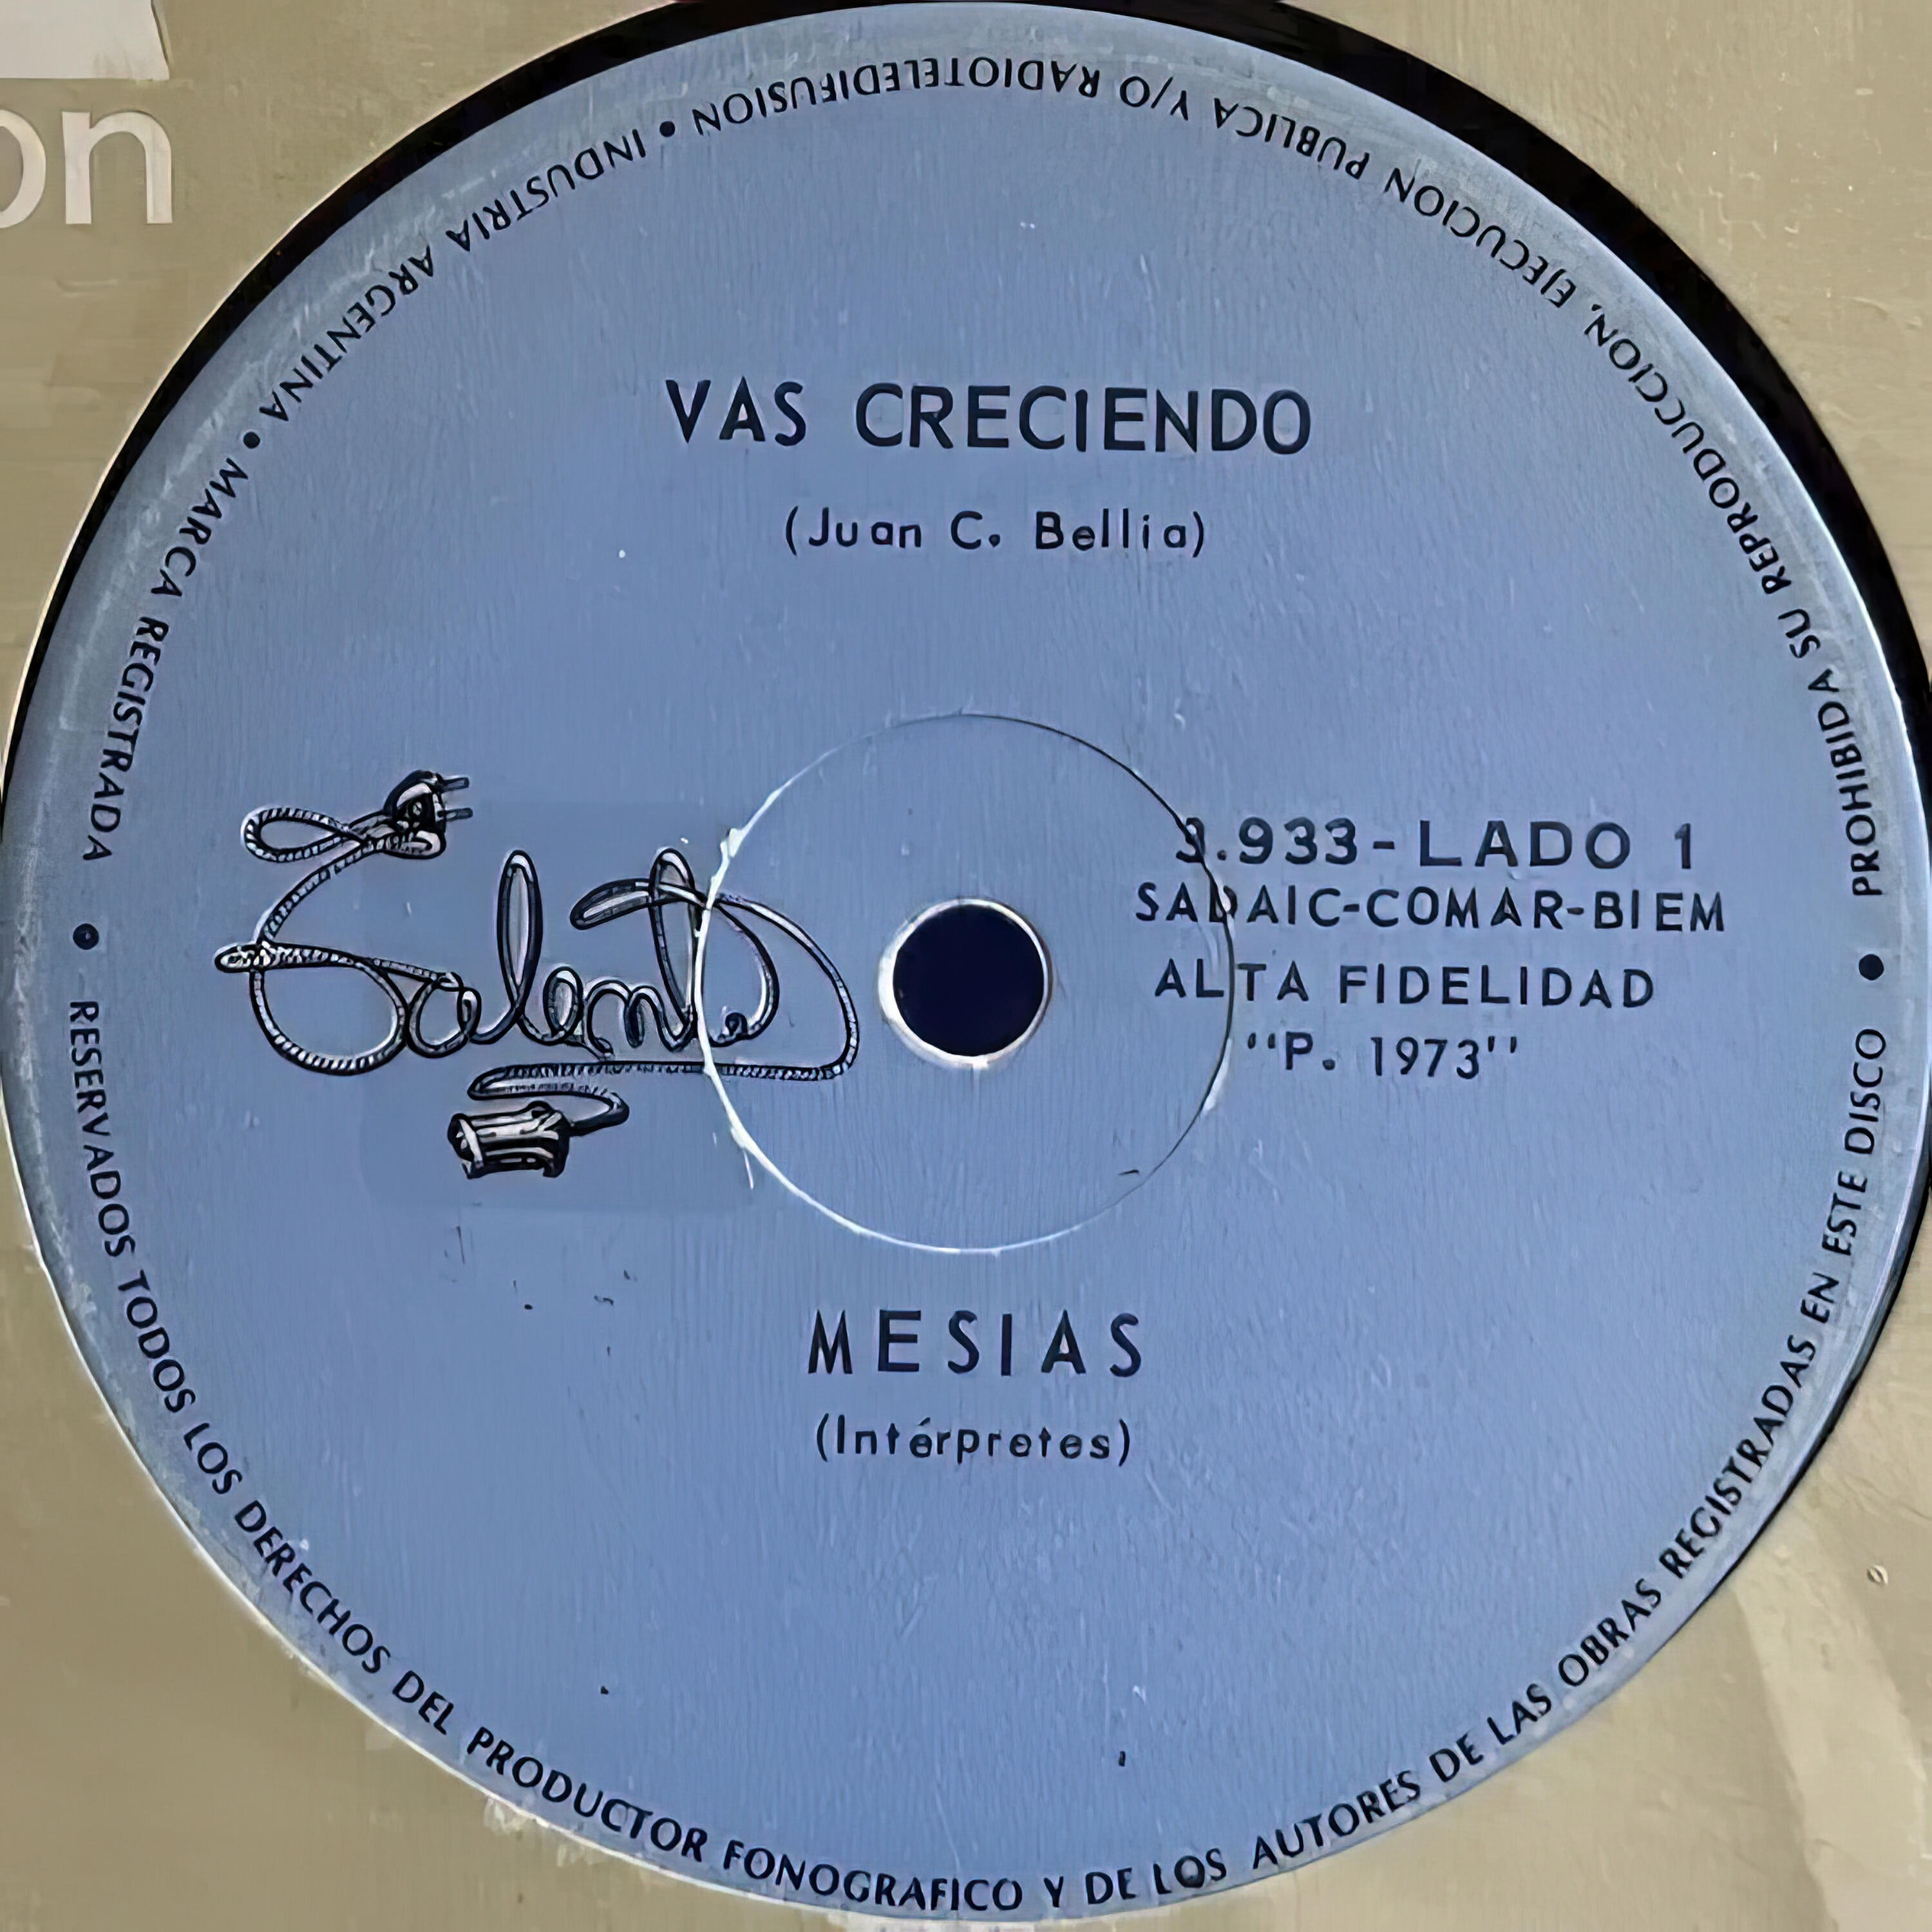 on
VAS CRECIENDO
(Juan C. Bellia)
Talento
3.933-LADO 1
SADAIC-COMAR-BIEM
ALTA FIDELIDAD
"P. 1973"
MESIAS
(Intérpretes)
RESERVADOS TODOS LOS DERECHOS DEL PRODUCTOR FONOGRAFICO Y DE LOS AUTORES DE LAS OBRAS REGISTRADAS EN ESTE DISCO • PROHIBIDA SU REPRODUCCION, EJECUCION PUBLICA Y/O RADIOTELEDIFUSION • INDUSTRIA ARGENTINA • MARCA REGISTRADA •